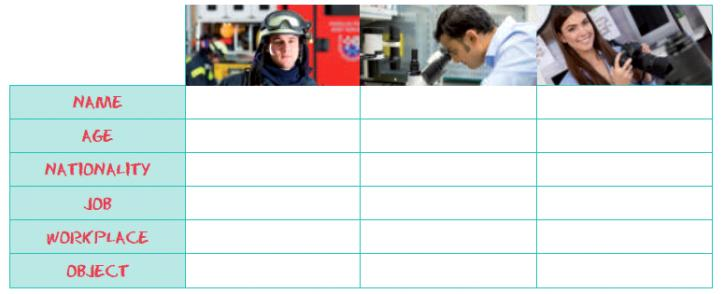 NAME
AGE
NATIONALITY
JOB
WORKPLACE
OBJECT